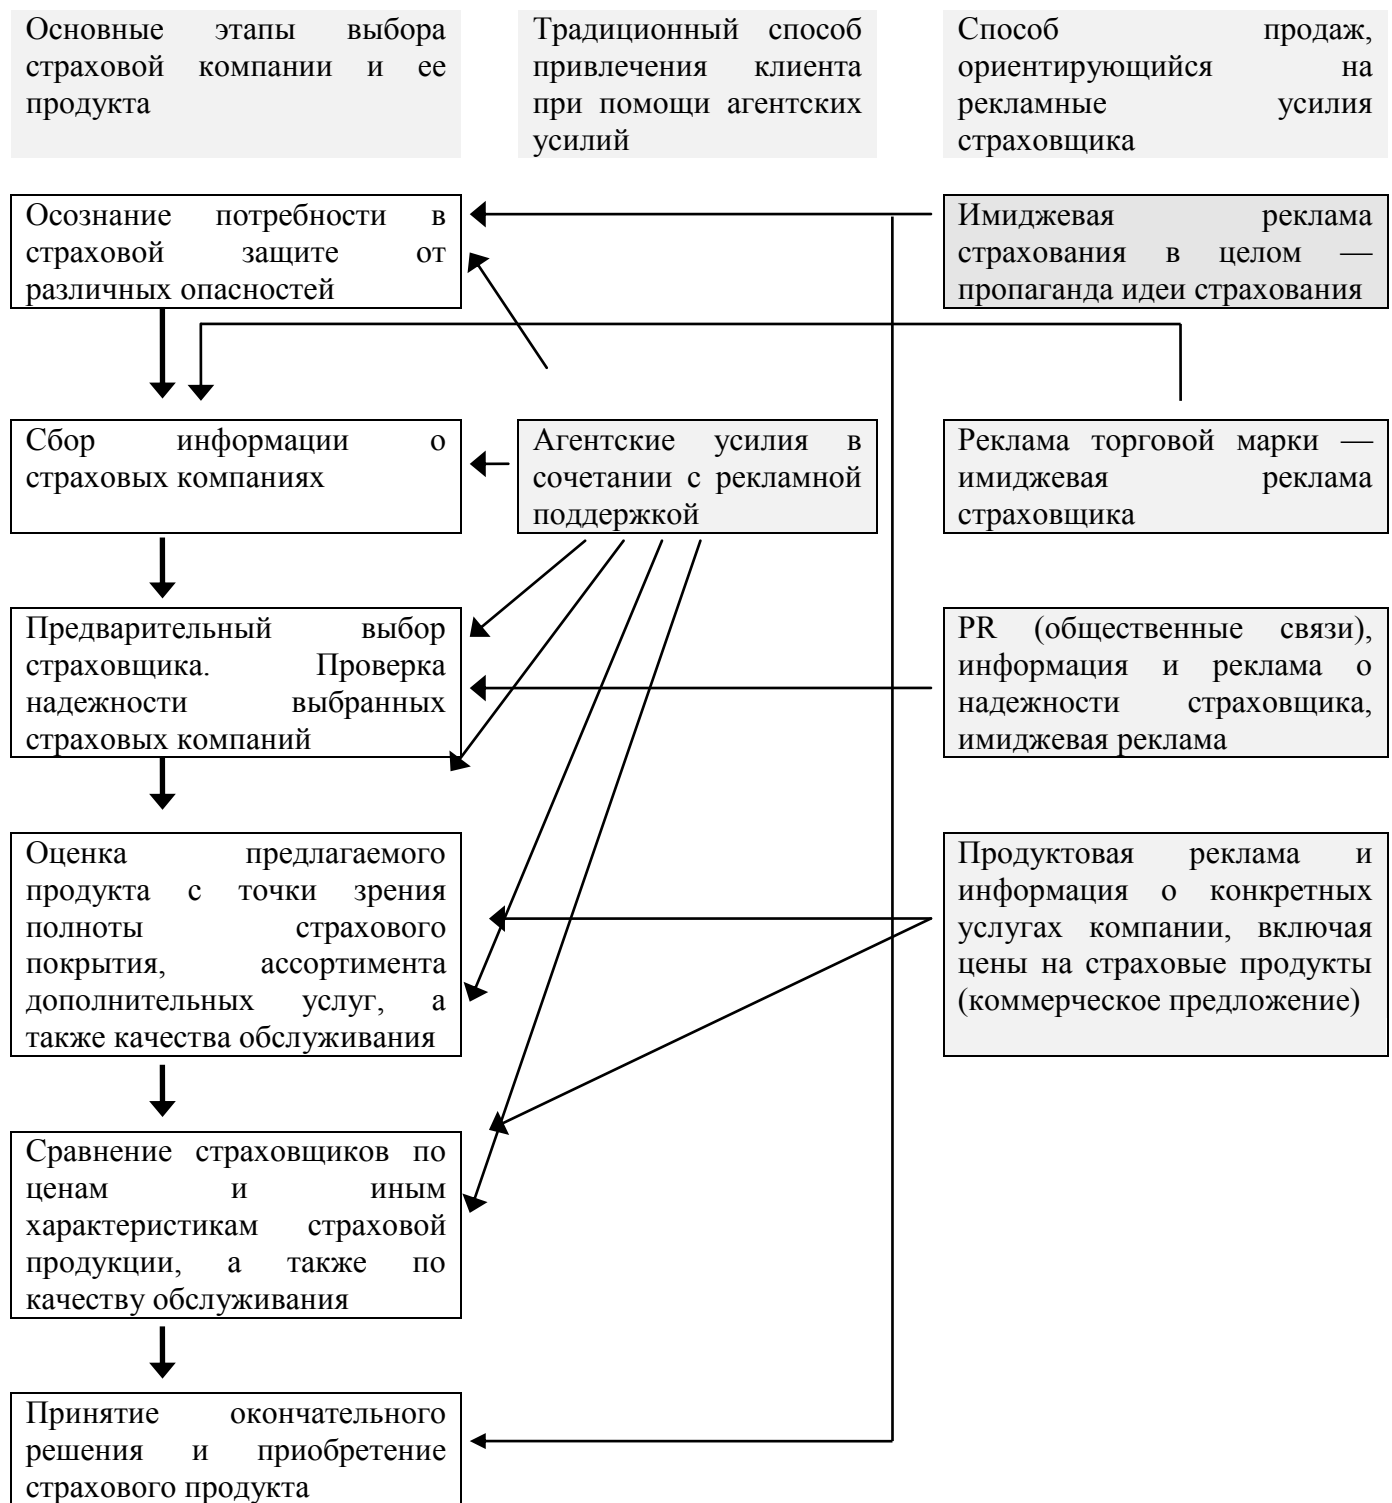 Основные этапы выбора
страховой компании и ее
продукта
Традиционный способ
привлечения клиента
при помощи агентских
усилий
Способ продаж,
ориентирующийся на
рекламные усилия
страховщика
Осознание потребности в
страховой защите от
различных опасностей
Имиджевая реклама
страхования в целом —
пропаганда идеи страхования
Сбор информации о
страховых компаниях
Агентские усилия в
сочетании с рекламной
поддержкой
Реклама торговой марки —
имиджевая реклама
страховщика
Предварительный выбор
страховщика. Проверка
надежности выбранных
страховых компаний
PR (общественные связи),
информация и реклама о
надежности страховщика,
имиджевая реклама
Оценка предлагаемого
продукта с точки зрения
полноты страхового
покрытия, ассортимента
дополнительных услуг, а
также качества обслуживания
Продуктовая реклама и
информация о конкретных
услугах компании, включая
цены на страховые продукты
(коммерческое предложение)
Сравнение страховщиков по
ценам и иным
характеристикам страховой
продукции, а также по
качеству обслуживания
Принятие окончательного
решения и приобретение
страхового продукта